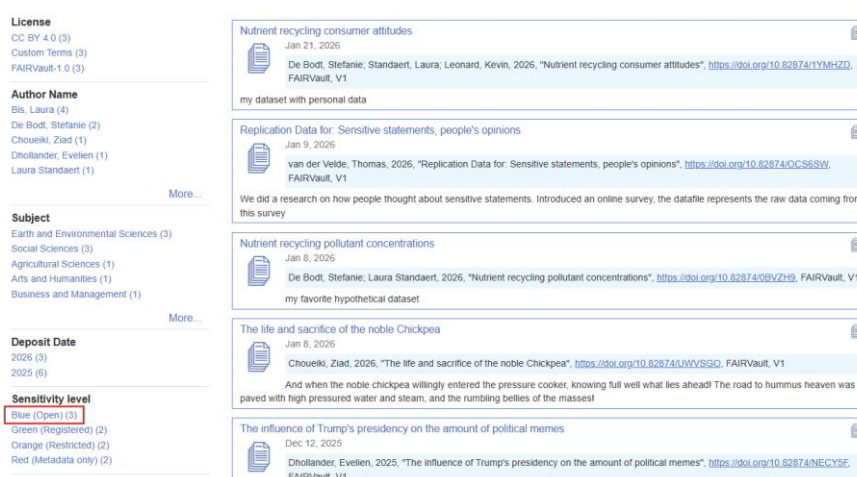 License
CC BY 4.0 (3)
Custom Terms (3)
FAIRVault-1.0 (3)
Author Name
Bis, Laura (4)
De Bodt, Stefanie (2)
Choueiki, Ziad (1)
Dhollander, Evelien (1)
Laura Standaert (1)
More...
Subject
Earth and Environmental Sciences (3)
Social Sciences (3)
Agricultural Sciences (1)
Arts and Humanities (1)
Business and Management (1)
More...
Deposit Date
2026 (3)
2025 (6)
Sensitivity level
Blue (Open) (3)
Green (Registered) (2)
Orange (Restricted) (2)
Red (Metadata only) (2)
Nutrient recycling consumer attitudes
Jan 21, 2026
De Bodt, Stefanie; Standaert, Laura; Leonard, Kevin, 2026, "Nutrient recycling consumer attitudes", https://doi.org/10.82874/1YMHZD,
FAIRVault, V1
my dataset with personal data
Replication Data for: Sensitive statements, people's opinions
Jan 9, 2026
van der Velde, Thomas, 2026, "Replication Data for: Sensitive statements, people's opinions", https://doi.org/10.82874/OCS6SW,
FAIRVault, V1
We did a research on how people thought about sensitive statements. Introduced an online survey, the datafile represents the raw data coming from
this survey
Nutrient recycling pollutant concentrations
Jan 8, 2026
De Bodt, Stefanie; Laura Standaert, 2026, "Nutrient recycling pollutant concentrations", https://doi.org/10.82874/0BVZH9, FAIRVault, V1
my favorite hypothetical dataset
The life and sacrifice of the noble Chickpea
Jan 8, 2026
Choueiki, Ziad, 2026, "The life and sacrifice of the noble Chickpea", https://doi.org/10.82874/UWVSGO, FAIRVault, V1
And when the noble chickpea willingly entered the pressure cooker, knowing full well what lies ahead! The road to hummus heaven was
paved with high pressured water and steam, and the rumbling bellies of the masses!
The influence of Trump's presidency on the amount of political memes
Dec 12, 2025
Dhollander, Evelien, 2025, "The influence of Trump's presidency on the amount of political memes", https://doi.org/10.82874/NECY5F,
FAIRVault, V1